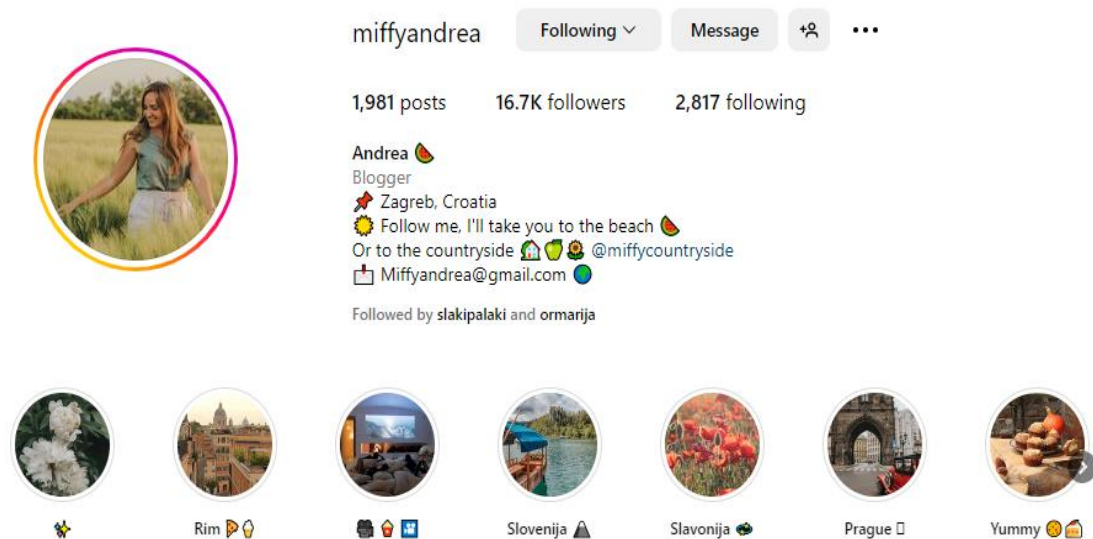 miffyandrea Following Message
1,981 posts 16.7K followers 2,817 following
Andrea 🍉
Blogger
📌 Zagreb, Croatia
🌞 Follow me, I'll take you to the beach 🍉
Or to the countryside 🏡🍏🌻 @miffycountryside
📩 Miffyandrea@gmail.com 🌍
Followed by slakipalaki and ormarija
✨ Rim 🍕🍦 🎥🍿🎦 Slovenija ⛰ Slavonija 🐲 Prague Yummy 🍪🍰